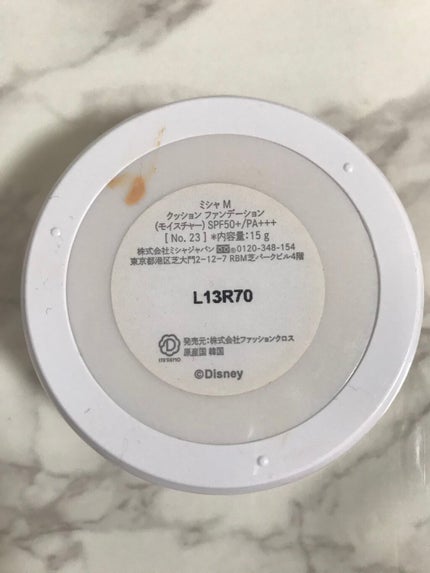 ミシャ M
クッション ファンデーション
(モイスチャー) SPF50+/PA+++
[ No. 23 ] *内容量:15 g
株式会社ミシャジャパン 0120-348-154
東京都港区芝大門2-12-7 RBM芝パークビル4階
L13R70
発売元:株式会社ファッションクロス
原産国 韓国
©Disney